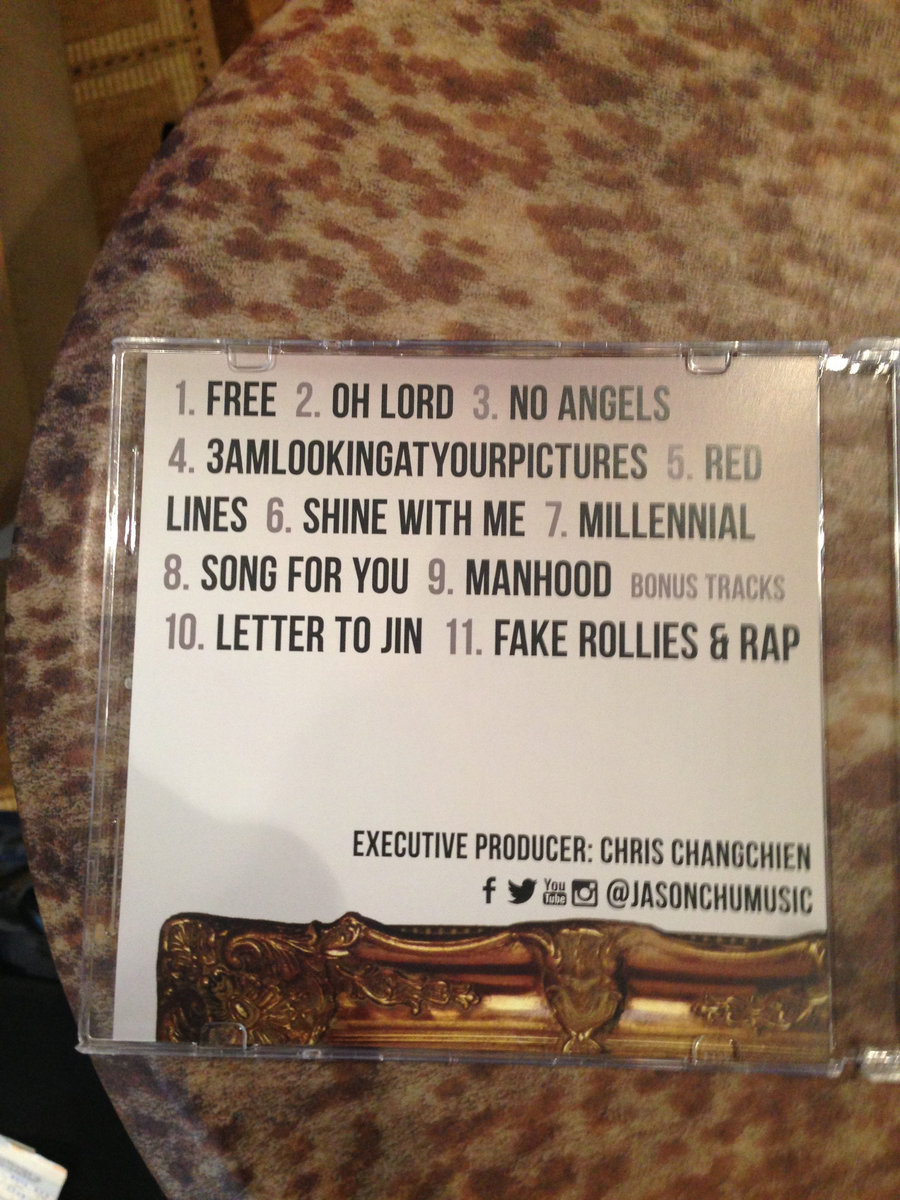 1. FREE 2. OH LORD 3. NO ANGELS
4. 3AMLOOKINGATYOURPICTURES 5. RED
LINES 6. SHINE WITH ME 7. MILLENNIAL
8. SONG FOR YOU 9. MANHOOD BONUS TRACKS
10. LETTER TO JIN 11. FAKE ROLLIES & RAP
EXECUTIVE PRODUCER: CHRIS CHANGCHIEN
f You Tube @JASONCHUMUSIC